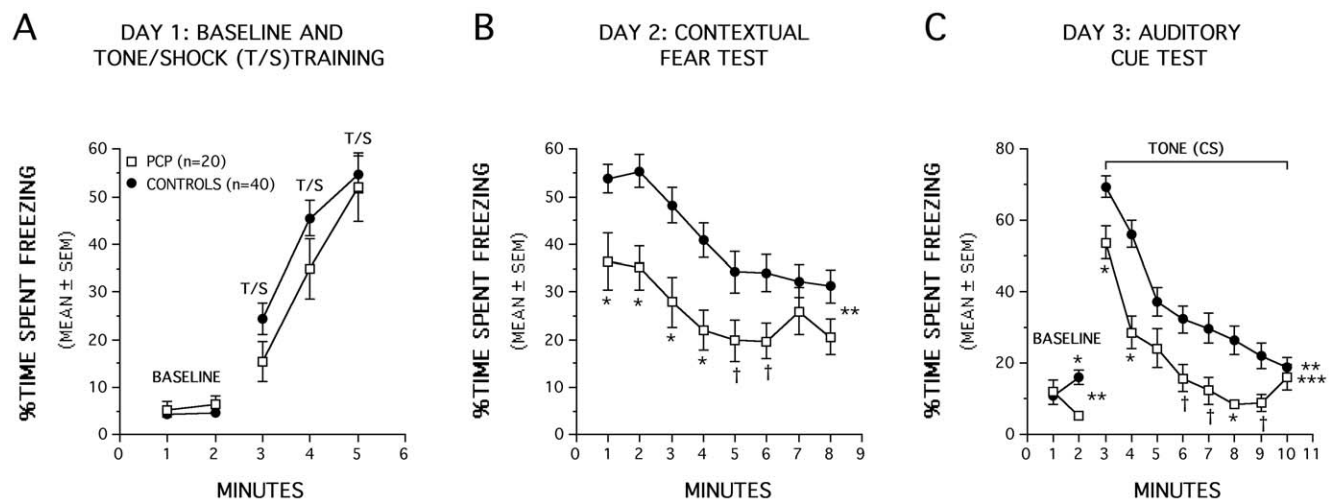 A
DAY 1: BASELINE AND
TONE/SHOCK (T/S)TRAINING
%TIME SPENT FREEZING
(MEAN ± SEM)
60
50
40
30
20
10
0
PCP (n=20)
CONTROLS (n=40)
T/S
T/S
T/S
BASELINE
0 1 2 3 4 5 6
MINUTES
B
DAY 2: CONTEXTUAL
FEAR TEST
%TIME SPENT FREEZING
(MEAN ± SEM)
60
50
40
30
20
10
0
* * * * † †
**
0 1 2 3 4 5 6 7 8 9
MINUTES
C
DAY 3: AUDITORY
CUE TEST
%TIME SPENT FREEZING
(MEAN ± SEM)
80
60
40
20
0
TONE (CS)
BASELINE
*
**
* * † † * †
**
***
0 1 2 3 4 5 6 7 8 9 10 11
MINUTES